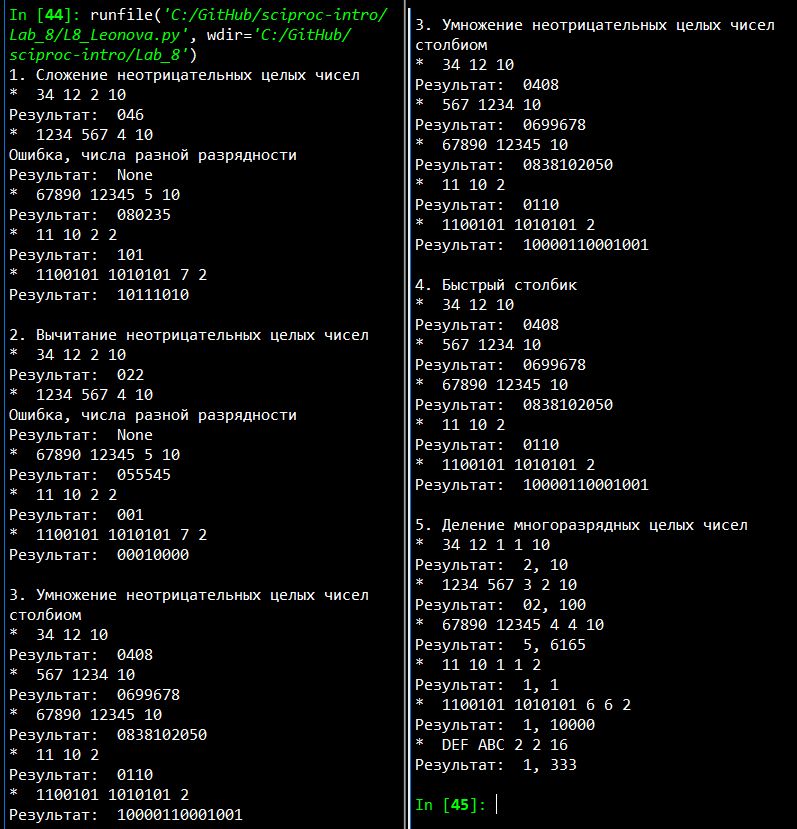 In [44]: runfile('C:/GitHub/sciproc-intro/
Lab_8/L8_Leonova.py', wdir='C:/GitHub/
sciproc-intro/Lab_8')
1. Сложение неотрицательных целых чисел
*  34 12 2 10
Результат:  046
*  1234 567 4 10
Ошибка, числа разной разрядности
Результат:  None
*  67890 12345 5 10
Результат:  080235
*  11 10 2 2
Результат:  101
*  1100101 1010101 7 2
Результат:  10111010

2. Вычитание неотрицательных целых чисел
*  34 12 2 10
Результат:  022
*  1234 567 4 10
Ошибка, числа разной разрядности
Результат:  None
*  67890 12345 5 10
Результат:  055545
*  11 10 2 2
Результат:  001
*  1100101 1010101 7 2
Результат:  00010000

3. Умножение неотрицательных целых чисел
столбиом
*  34 12 10
Результат:  0408
*  567 1234 10
Результат:  0699678
*  67890 12345 10
Результат:  0838102050
*  11 10 2
Результат:  0110
*  1100101 1010101 2
Результат:  10000110001001

3. Умножение неотрицательных целых чисел
столбиом
*  34 12 10
Результат:  0408
*  567 1234 10
Результат:  0699678
*  67890 12345 10
Результат:  0838102050
*  11 10 2
Результат:  0110
*  1100101 1010101 2
Результат:  10000110001001

4. Быстрый столбик
*  34 12 10
Результат:  0408
*  567 1234 10
Результат:  0699678
*  67890 12345 10
Результат:  0838102050
*  11 10 2
Результат:  0110
*  1100101 1010101 2
Результат:  10000110001001

5. Деление многоразрядных целых чисел
*  34 12 1 1 10
Результат:  2, 10
*  1234 567 3 2 10
Результат:  02, 100
*  67890 12345 4 4 10
Результат:  5, 6165
*  11 10 1 1 2
Результат:  1, 1
*  1100101 1010101 6 6 2
Результат:  1, 10000
*  DEF ABC 2 2 16
Результат:  1, 333

In [45]: